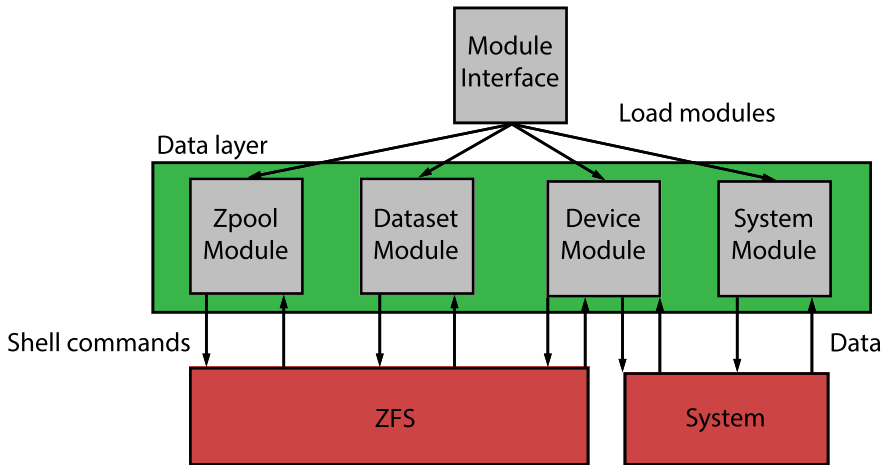 Module
Interface
Load modules
Data layer
Zpool
Module
Dataset
Module
Device
Module
System
Module
Shell commands
Data
ZFS
System